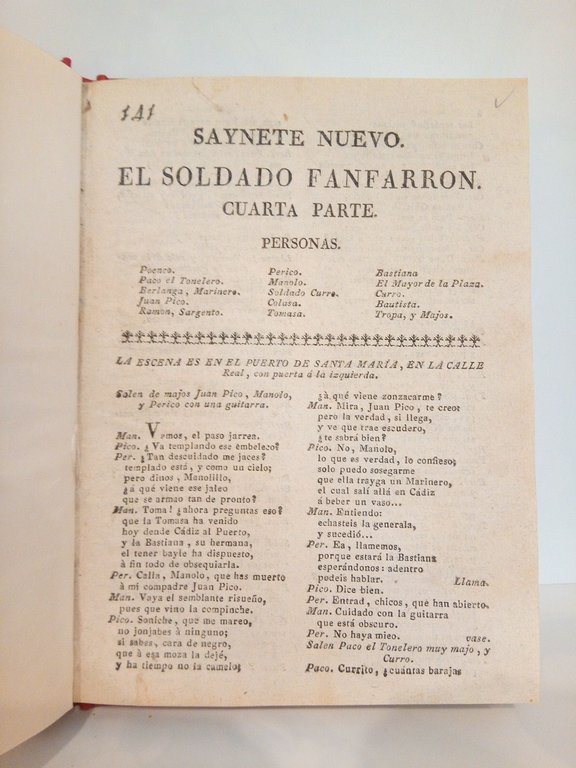 141
SAYNETE NUEVO.
EL SOLDADO FANFARRON.
CUARTA PARTE.
PERSONAS.
Poenco.
Paco el Tonelero.
Berlanga, Marinero.
Juan Pico.
Ramon, Sargento.
Perico.
Manolo.
Soldado Curro.
Colasa.
Tomasa.
Bastiana
El Mayor de la Plaza.
Curro.
Bautista.
Tropa, y Majos.
LA ESCENA ES EN EL PUERTO DE SANTA MARÍA, EN LA CALLE
Real, con puerta á la izquierda.
Salen de majos Juan Pico, Manolo,
y Perico con una guitarra.
Man. Vamos, el paso jarrea.
Pico. ¿Va templando ese embeleco?
Per. ¿Tan descuidado me jaces?
templado está, y como un cielo;
pero dinos, Manolillo,
¿á qué viene ese jaleo
que se armao tan de pronto?
Man. Toma! ¿ahora preguntas eso?
que la Tomasa ha venido
hoy desde Cádiz al Puerto,
y la Bastiana, su hermana,
el tener bayle ha dispuesto,
á fin todo de obsequiarla.
Per. Calla, Manolo, que has muerto
á mi compadre Juan Pico.
Man. Vaya el semblante risueño,
pues que vino la compinche.
Pico. Soniche, que me mareo,
no jonjabes á ninguno;
si sabes, cara de negro,
que á esa moza la dejé,
y ha tiempo no la camelo;
¿á qué viene zonzacarme?
Man. Mira, Juan Pico, te creo;
pero la verdad, si llega,
y ve que trae escudero,
¿te sabrá bien?
Pico. No, Manolo,
lo que es verdad, lo confieso;
solo puedo sosegarme
que ella trayga un Marinero,
el cual salí allá en Cádiz
á beber un vaso...
Man. Entiendo:
echasteis la generala,
y sucedió...
Per. Ea, llamemos,
porque estará la Bastiana
esperándonos: adentro
podeis hablar. Llama.
Pico. Dice bien.
Per. Entrad, chicos, que han abierto.
Man. Cuidado con la guitarra
que está obscuro.
Per. No haya mieo. vase.
Salen Paco el Tonelero muy majo, y
Curro.
Paco. Currito, ¿cuántas barajas